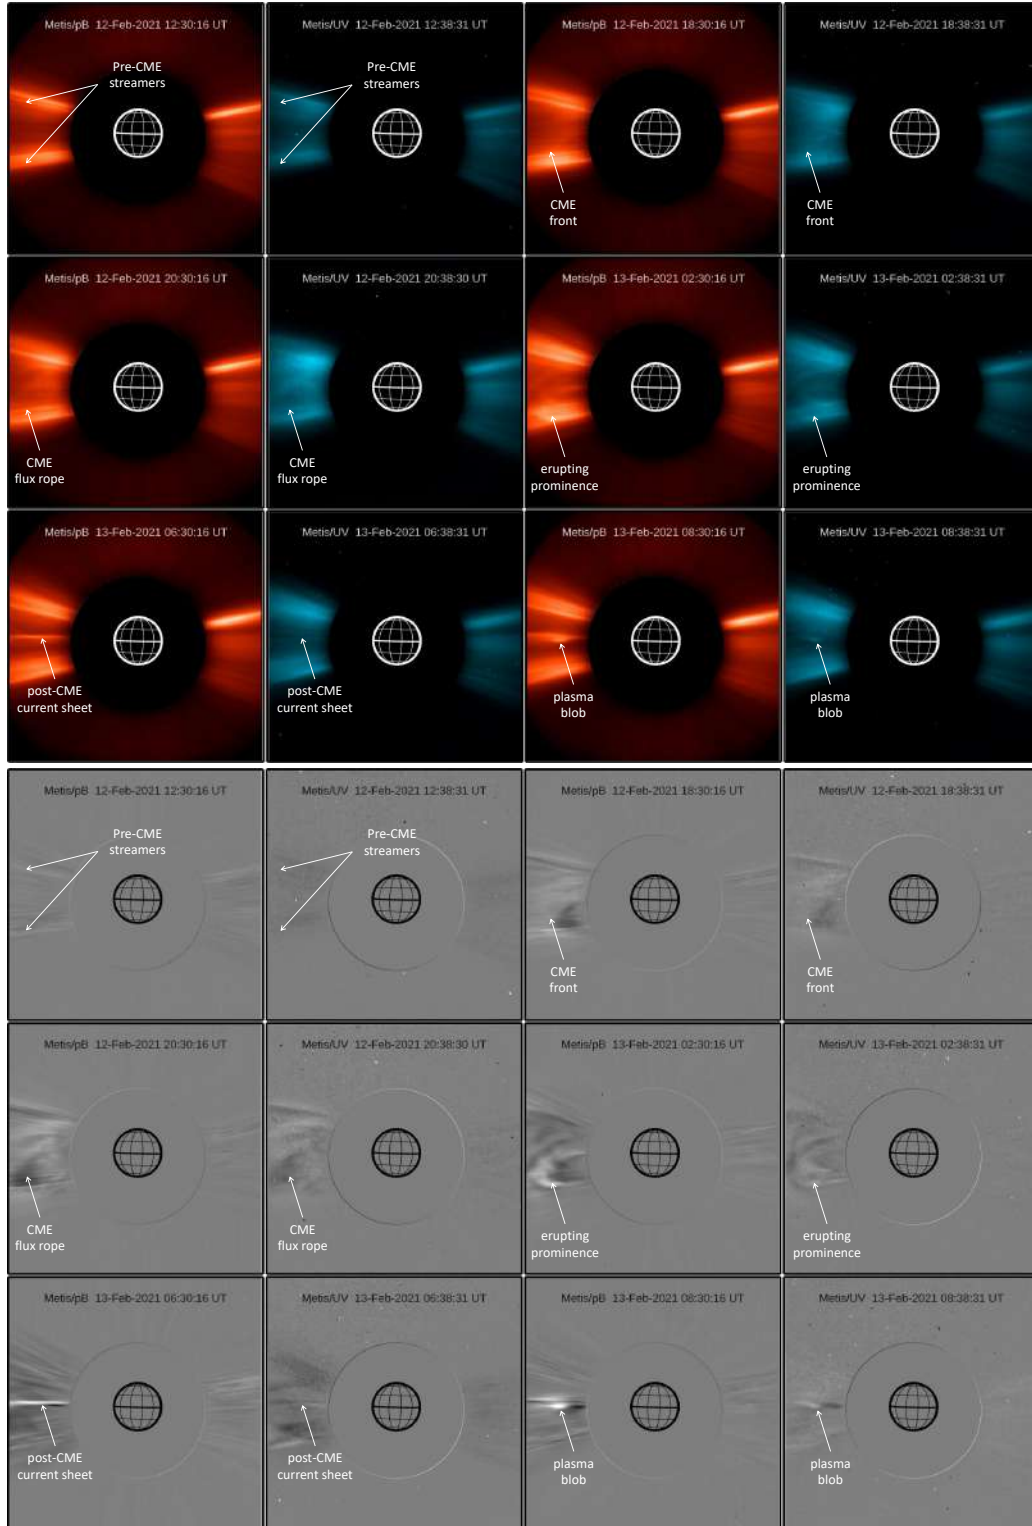 Metis/pB 12-Feb-2021 12:30:16 UT
Pre-CME
streamers
Metis/UV 12-Feb-2021 12:38:31 UT
Pre-CME
streamers
Metis/pB 12-Feb-2021 18:30:16 UT
CME
front
Metis/UV 12-Feb-2021 18:38:31 UT
CME
front
Metis/pB 12-Feb-2021 20:30:16 UT
CME
flux rope
Metis/UV 12-Feb-2021 20:38:30 UT
CME
flux rope
Metis/pB 13-Feb-2021 02:30:16 UT
erupting
prominence
Metis/UV 13-Feb-2021 02:38:31 UT
erupting
prominence
Metis/pB 13-Feb-2021 06:30:16 UT
post-CME
current sheet
Metis/UV 13-Feb-2021 06:38:31 UT
post-CME
current sheet
Metis/pB 13-Feb-2021 08:30:16 UT
plasma
blob
Metis/UV 13-Feb-2021 08:38:31 UT
plasma
blob
Metis/pB 12-Feb-2021 12:30:16 UT
Pre-CME
streamers
Metis/UV 12-Feb-2021 12:38:31 UT
Pre-CME
streamers
Metis/pB 12-Feb-2021 18:30:16 UT
CME
front
Metis/UV 12-Feb-2021 18:38:31 UT
CME
front
Metis/pB 12-Feb-2021 20:30:16 UT
CME
flux rope
Metis/UV 12-Feb-2021 20:38:30 UT
CME
flux rope
Metis/pB 13-Feb-2021 02:30:16 UT
erupting
prominence
Metis/UV 13-Feb-2021 02:38:31 UT
erupting
prominence
Metis/pB 13-Feb-2021 06:30:16 UT
post-CME
current sheet
Metis/UV 13-Feb-2021 06:38:31 UT
post-CME
current sheet
Metis/pB 13-Feb-2021 08:30:16 UT
plasma
blob
Metis/UV 13-Feb-2021 08:38:31 UT
plasma
blob